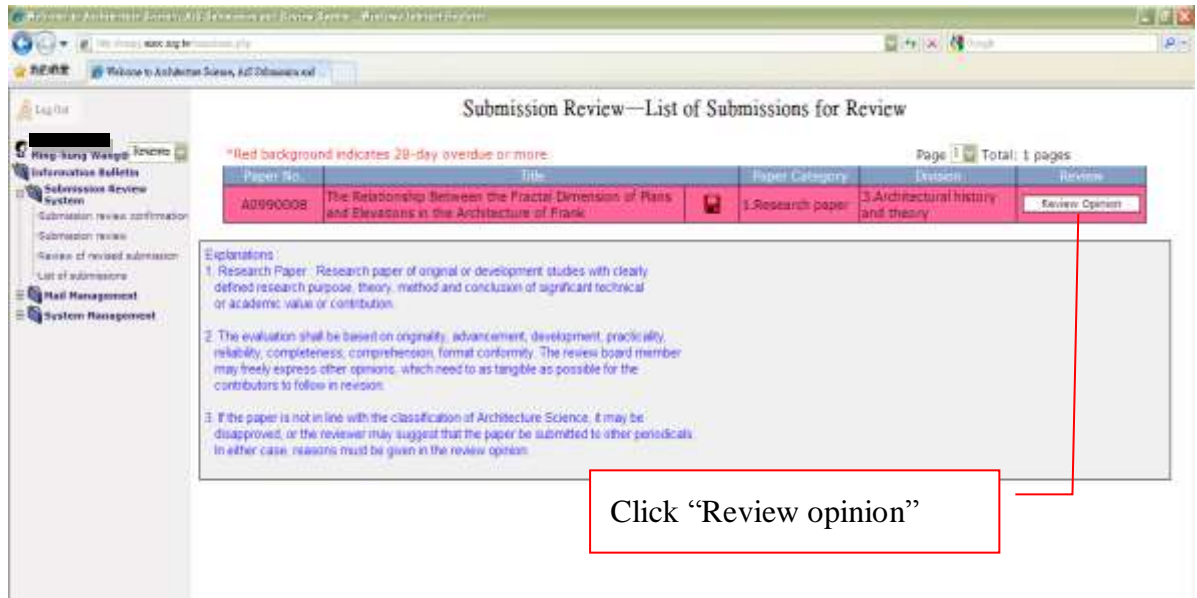 Submission Review—List of Submissions for Review
Log Out
Reviewer
Information Bulletin
Submission Review
System
Submission review confirmation
Submission review
Review of revised submission
List of submissions
Mail Management
System Management
*Red background indicates 28-day overdue or more.
Page 1 Total: 1 pages
Paper No. Title Paper Category Division Review
A0990008 The Relationship Between the Fractal Dimension of Plans and Elevations in the Architecture of Frank 1.Research paper 3.Architectural history and theory Review Opinion
Explanations :
1. Research Paper : Research paper of original or development studies with clearly
defined research purpose, theory, method and conclusion of significant technical
or academic value or contribution.
2. The evaluation shall be based on originality, advancement, development, practicality,
reliability, completeness, comprehension, format conformity. The review board member
may freely express other opinions, which need to as tangible as possible for the
contributors to follow in revision.
3. If the paper is not in line with the classification of Architecture Science, it may be
disapproved, or the reviewer may suggest that the paper be submitted to other periodicals.
In either case, reasons must be given in the review opinion.
Click “Review opinion”